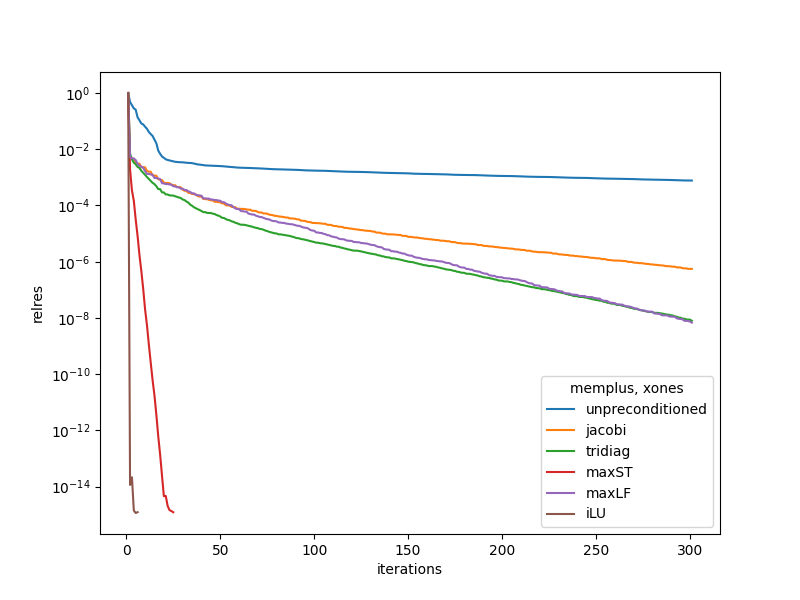 10^0
10^-2
10^-4
10^-6
10^-8
10^-10
10^-12
10^-14
relres
0 50 100 150 200 250 300
iterations
memplus, xones
unpreconditioned
jacobi
tridiag
maxST
maxLF
iLU